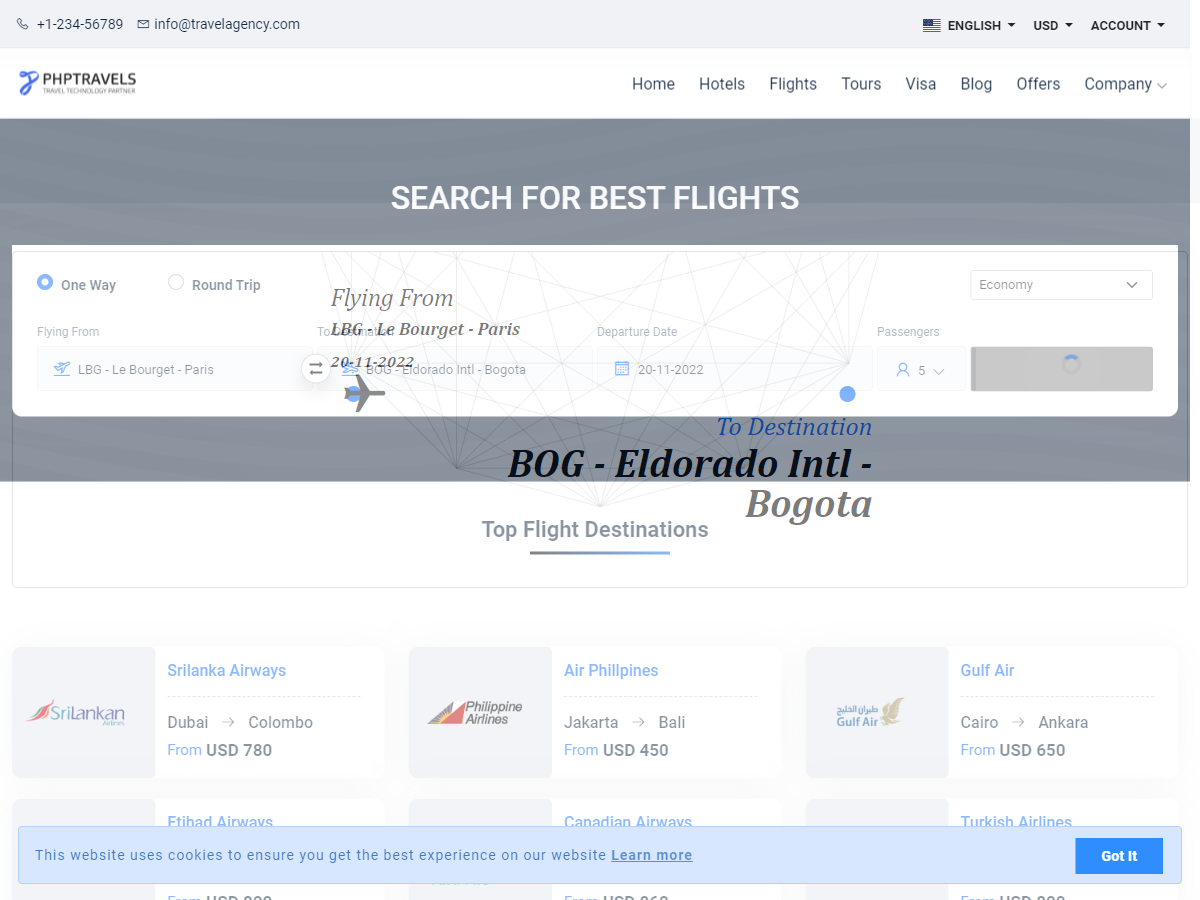 +1-234-56789 info@travelagency.com ENGLISH USD ACCOUNT
PHPTRAVELS
TRAVEL TECHNOLOGY PARTNER
Home Hotels Flights Tours Visa Blog Offers Company
SEARCH FOR BEST FLIGHTS
One Way Round Trip Economy
Flying From
Flying From To Destination Departure Date Passengers
LBG - Le Bourget - Paris
20-11-2022
LBG - Le Bourget - Paris BOG - Eldorado Intl - Bogota 20-11-2022 5
To Destination
BOG - Eldorado Intl -
Bogota
Top Flight Destinations
Srilanka Airways Air Phillpines Gulf Air
SriLankan
Airlines
Philippine
Airlines
طيران الخليج
Gulf Air
Dubai Colombo Jakarta Bali Cairo Ankara
From USD 780 From USD 450 From USD 650
Etihad Airways Canadian Airways Turkish Airlines
This website uses cookies to ensure you get the best experience on our website Learn more Got It